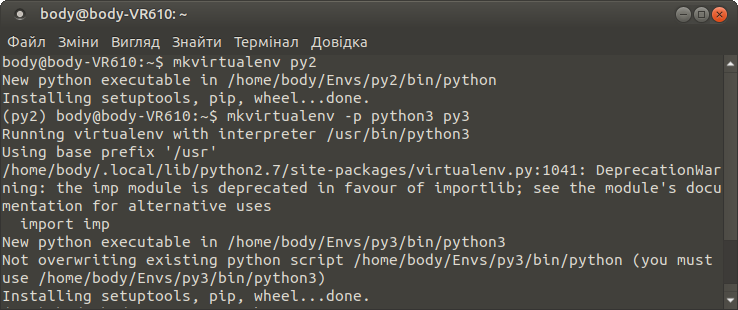 body@body-VR610: ~
Файл Зміни Вигляд Знайти Термінал Довідка
body@body-VR610:~$ mkvirtualenv py2
New python executable in /home/body/Envs/py2/bin/python
Installing setuptools, pip, wheel...done.
(py2) body@body-VR610:~$ mkvirtualenv -p python3 py3
Running virtualenv with interpreter /usr/bin/python3
Using base prefix '/usr'
/home/body/.local/lib/python2.7/site-packages/virtualenv.py:1041: DeprecationWar
ning: the imp module is deprecated in favour of importlib; see the module's docu
mentation for alternative uses
  import imp
New python executable in /home/body/Envs/py3/bin/python3
Not overwriting existing python script /home/body/Envs/py3/bin/python (you must
use /home/body/Envs/py3/bin/python3)
Installing setuptools, pip, wheel...done.